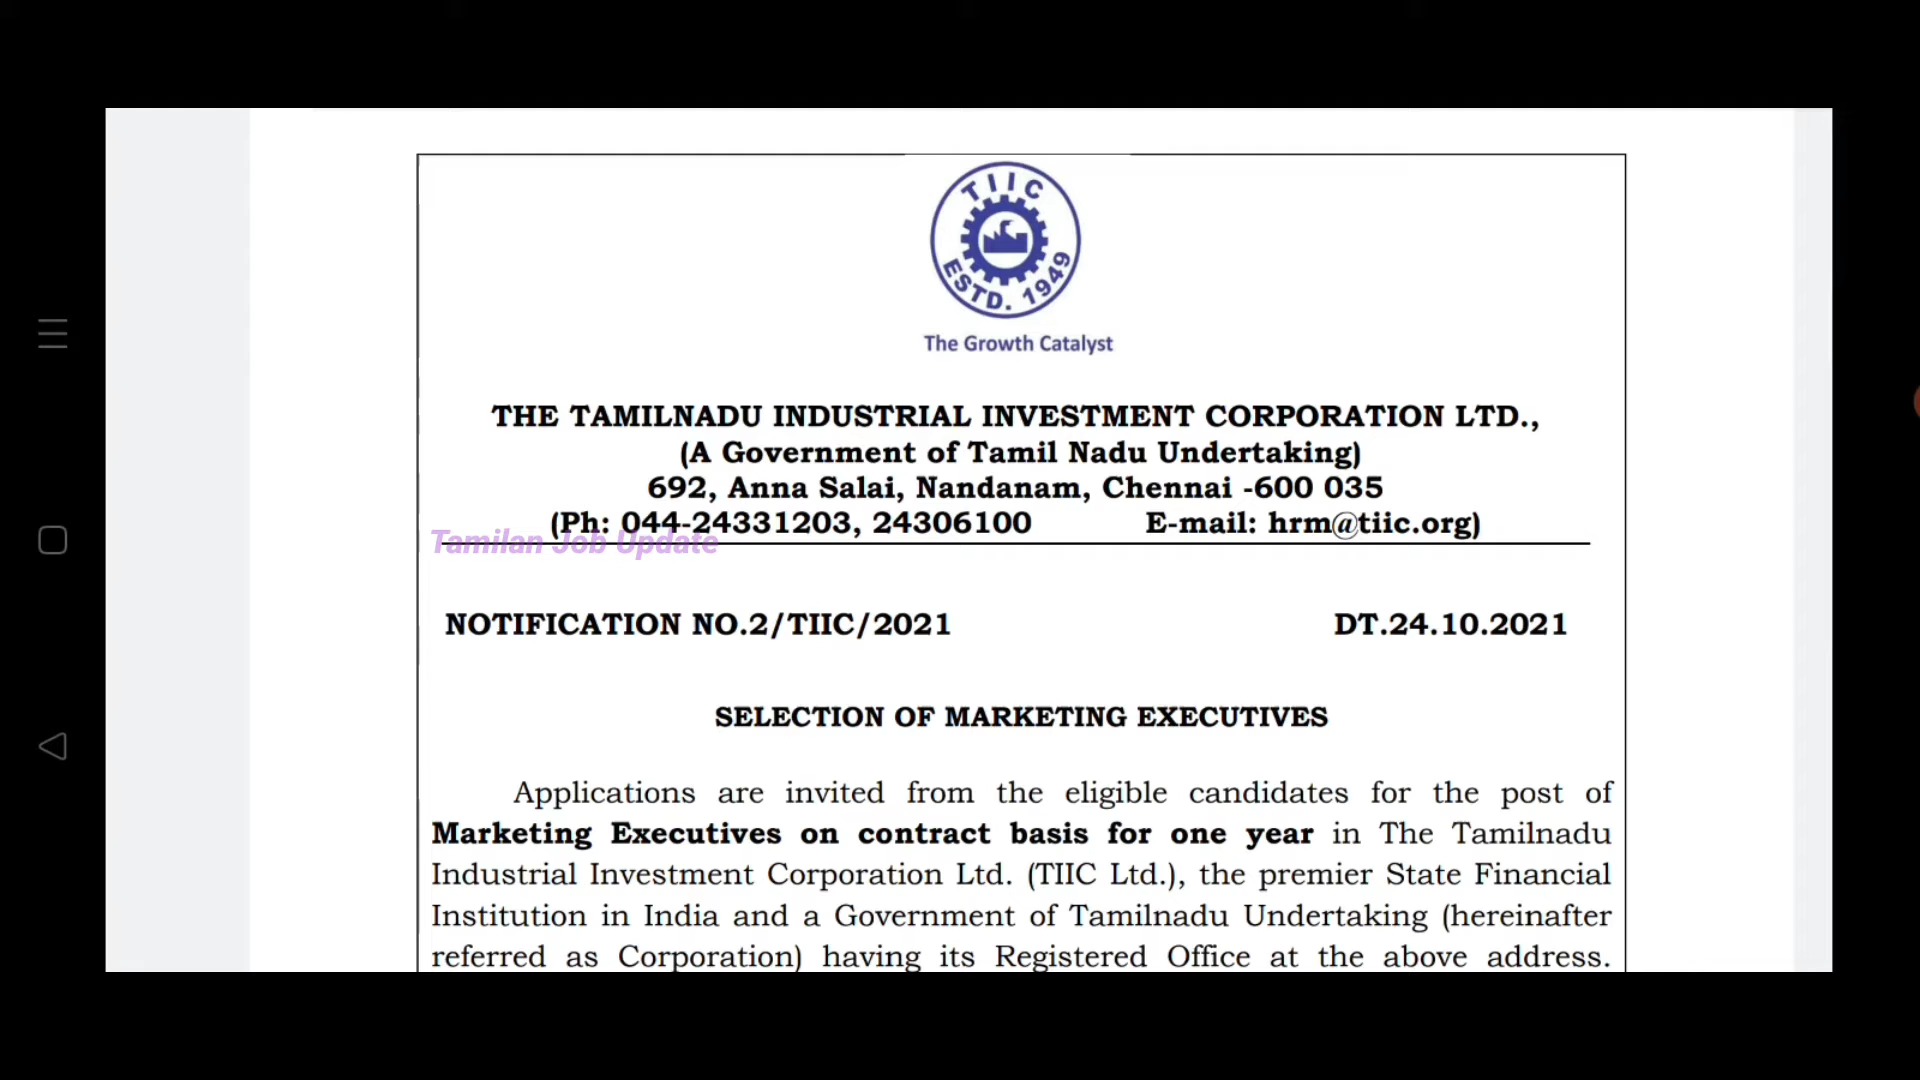 TIIC
ESTD. 1949
The Growth Catalyst
THE TAMILNADU INDUSTRIAL INVESTMENT CORPORATION LTD.,
(A Government of Tamil Nadu Undertaking)
692, Anna Salai, Nandanam, Chennai -600 035
(Ph: 044-24331203, 24306100 E-mail: hrm@tiic.org)
Tamilan Job Update
NOTIFICATION NO.2/TIIC/2021 DT.24.10.2021
SELECTION OF MARKETING EXECUTIVES
Applications are invited from the eligible candidates for the post of
Marketing Executives on contract basis for one year in The Tamilnadu
Industrial Investment Corporation Ltd. (TIIC Ltd.), the premier State Financial
Institution in India and a Government of Tamilnadu Undertaking (hereinafter
referred as Corporation) having its Registered Office at the above address.